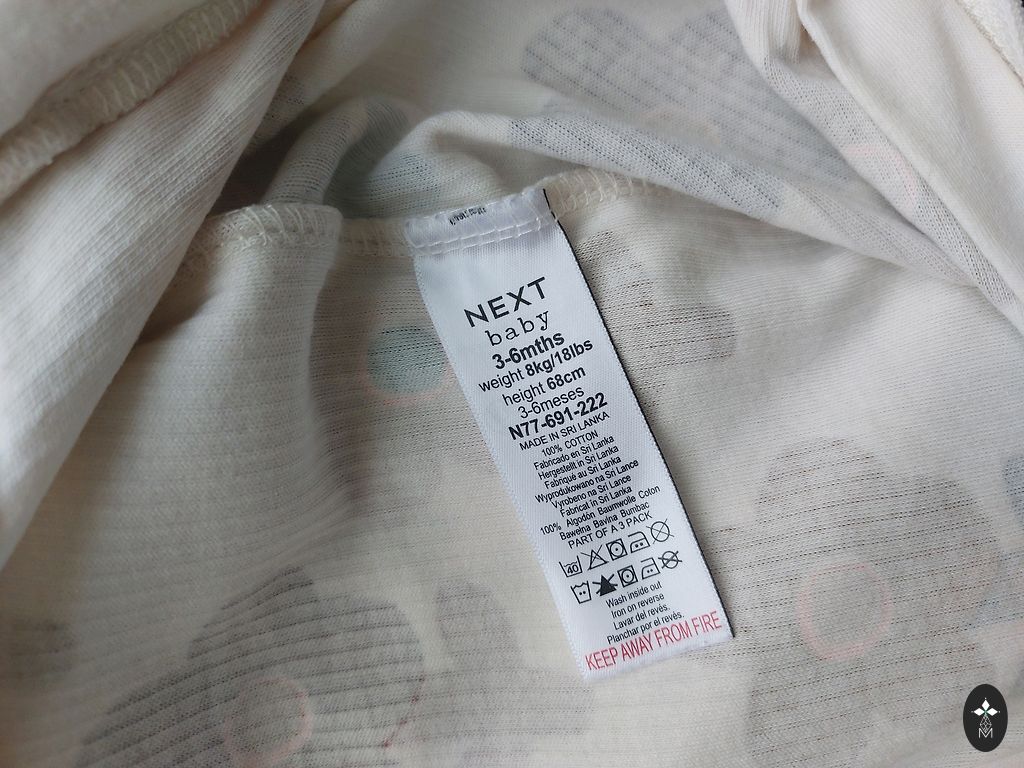 NEXT
baby
3-6mths
weight 8kg/18lbs
height 68cm
3-6meses
N77-691-222
MADE IN SRI LANKA
100% COTTON
Fabricado en Sri Lanka
Hergestellt in Sri Lanka
Fabriqué au Sri Lanka
Wyprodukowano na Sri Lance
Vyrobeno na Srí Lance
Fabricat in Sri Lanka
100% Algodón Baumwolle Coton
Bawełna Bavlna Bumbac
PART OF A 3 PACK
40
Wash inside out
Iron on reverse
Lavar del revés.
Planchar por el revés.
KEEP AWAY FROM FIRE
M